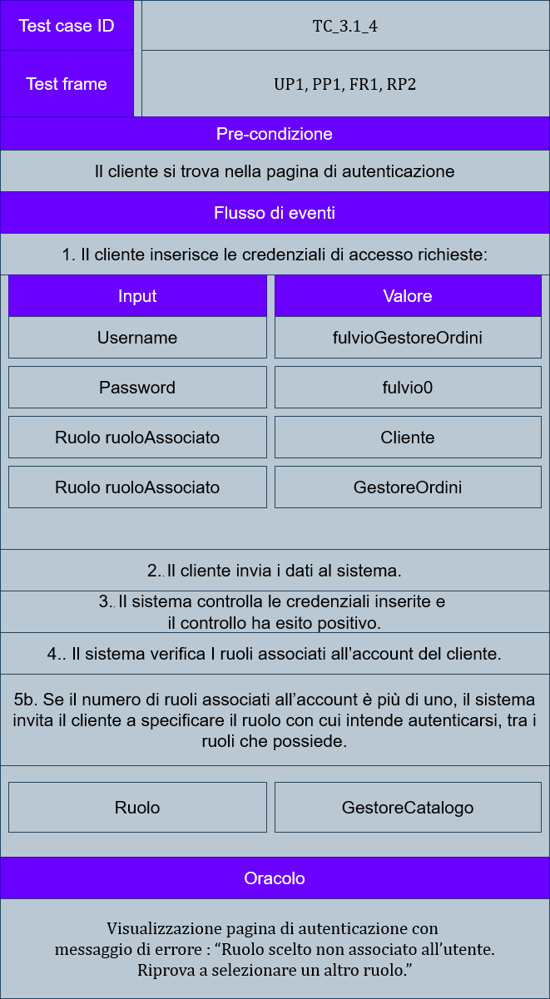 Test case ID
TC_3.1_4
Test frame
UP1, PP1, FR1, RP2
Pre-condizione
Il cliente si trova nella pagina di autenticazione
Flusso di eventi
1. Il cliente inserisce le credenziali di accesso richieste:
Input
Valore
Username
fulvioGestoreOrdini
Password
fulvio0
Ruolo ruoloAssociato
Cliente
Ruolo ruoloAssociato
GestoreOrdini
2.. Il cliente invia i dati al sistema.
3.. Il sistema controlla le credenziali inserite e
il controllo ha esito positivo.
4.. Il sistema verifica I ruoli associati all’account del cliente.
5b. Se il numero di ruoli associati all’account è più di uno, il sistema
invita il cliente a specificare il ruolo con cui intende autenticarsi, tra i
ruoli che possiede.
Ruolo
GestoreCatalogo
Oracolo
Visualizzazione pagina di autenticazione con
messaggio di errore : “Ruolo scelto non associato all’utente.
Riprova a selezionare un altro ruolo.”